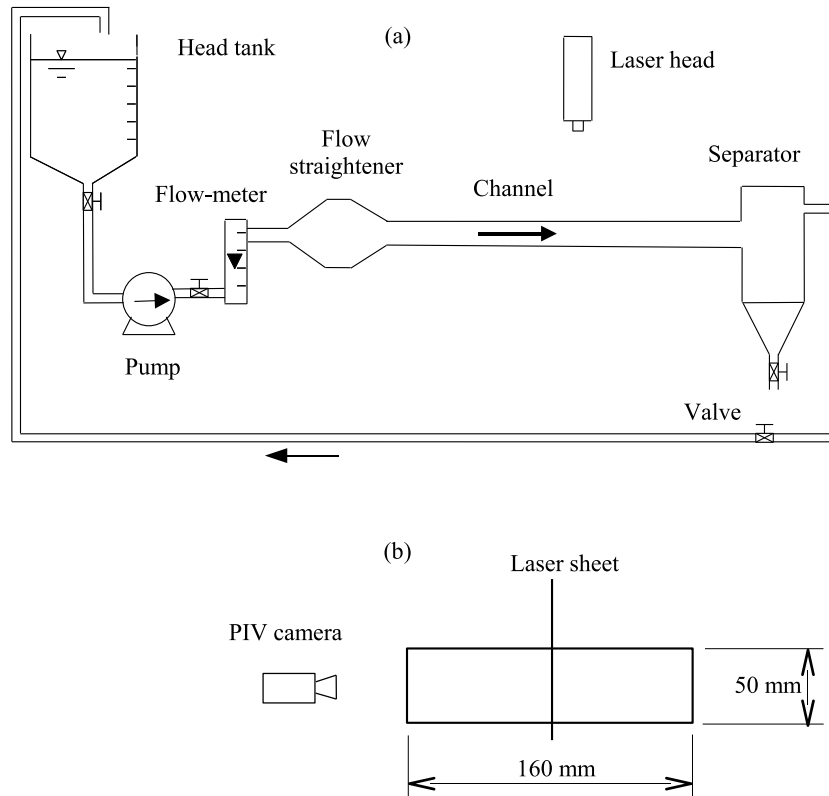 (a)
Head tank
Laser head
Flow
straightener
Separator
Flow-meter
Channel
Pump
Valve
(b)
Laser sheet
PIV camera
50 mm
160 mm